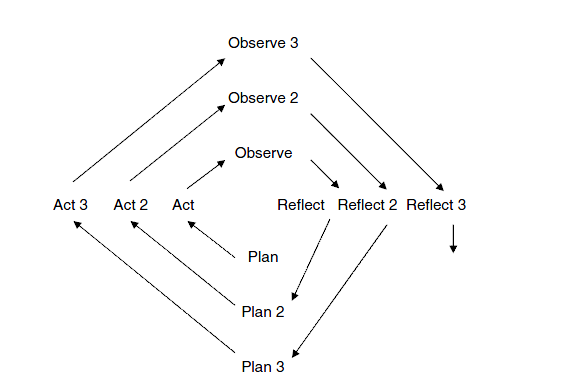 Observe 3
Observe 2
Observe
Act 3 Act 2 Act Reflect Reflect 2 Reflect 3
Plan
Plan 2
Plan 3